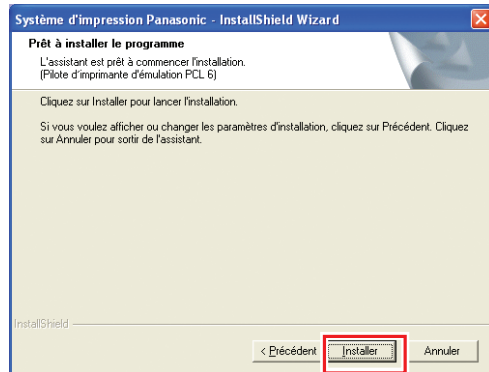 Système d'impression Panasonic - InstallShield Wizard
Prêt à installer le programme
L'assistant est prêt à commencer l'installation.
(Pilote d'imprimante d'émulation PCL 6)
Cliquez sur Installer pour lancer l'installation.
Si vous voulez afficher ou changer les paramètres d'installation, cliquez sur Précédent. Cliquez
sur Annuler pour sortir de l'assistant.
InstallShield
< Précédent Installer Annuler